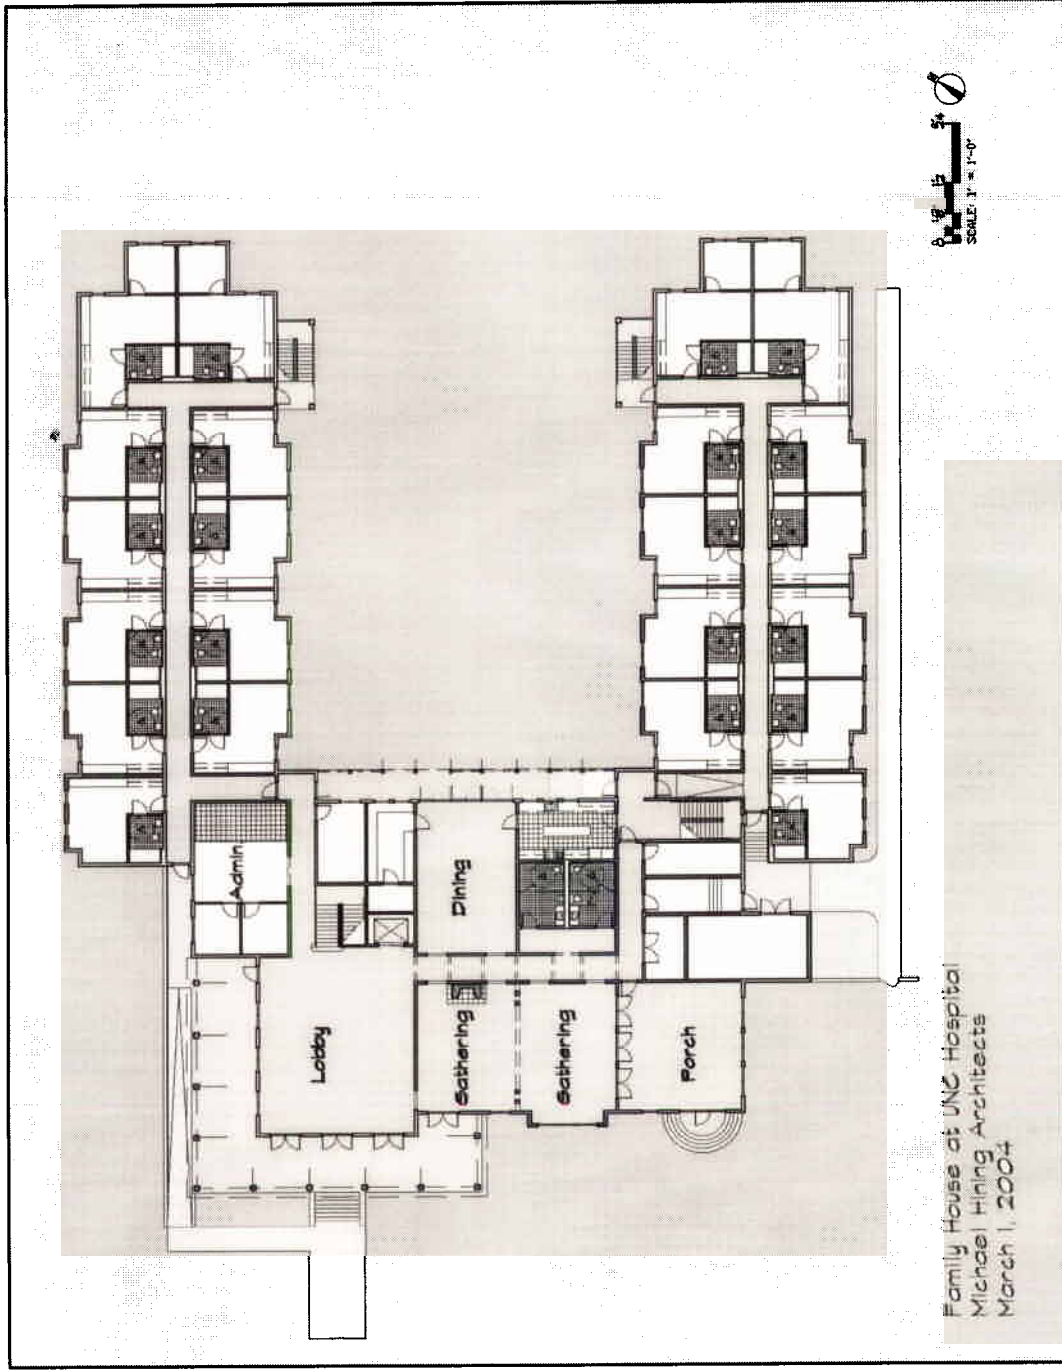 Admin
Dining
Lobby
Gathering
Gathering
Porch
SCALE: 1" = 1'-0"
Family House at UNC Hospital
Michael Hining Architects
March 1, 2004